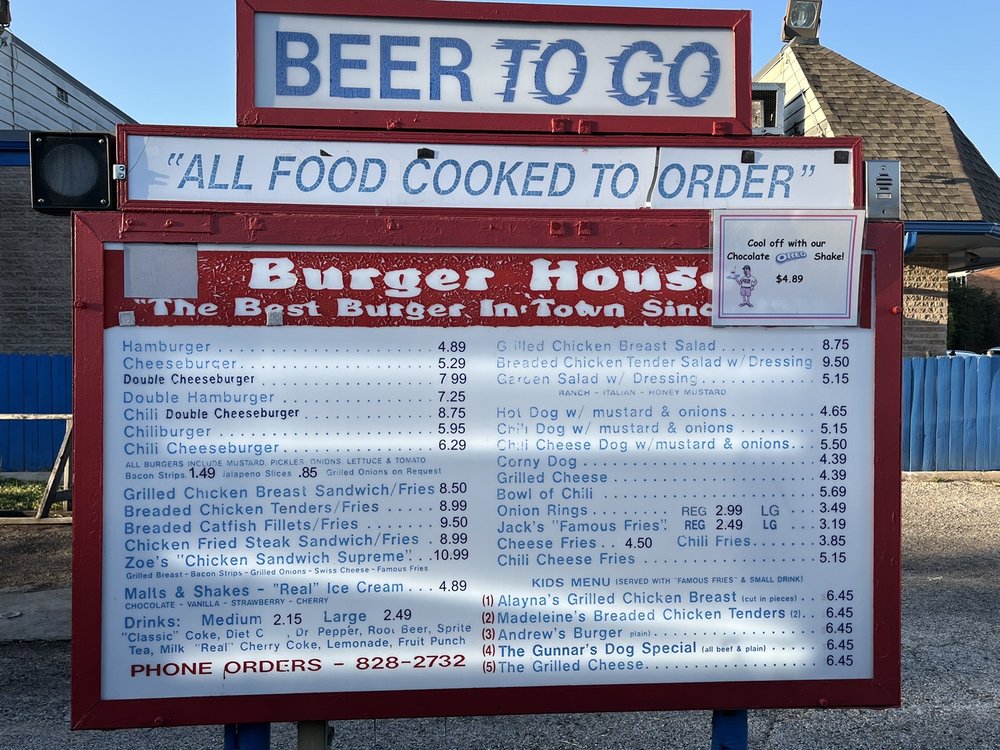 BEER TO GO
"ALL FOOD COOKED TO ORDER"
Cool off with our
Chocolate OREO Shake!
$4.89
Burger House
"The Best Burger In Town
Hamburger 4.89
Cheeseburger 5.29
Double Cheeseburger 7 99
Double Hamburger 7.25
Chili Double Cheeseburger 8.75
Chiliburger 5.95
Chili Cheeseburger 6.29
ALL BURGERS INCLUDE MUSTARD, PICKLES, ONIONS, LETTUCE & TOMATO
Bacon Strips 1.49 Jalapeno Slices .85 Grilled Onions on Request
Grilled Chicken Breast Sandwich/Fries 8.50
Breaded Chicken Tenders/Fries 8.99
Breaded Catfish Fillets/Fries 9.50
Chicken Fried Steak Sandwich/Fries 8.99
Zoe's "Chicken Sandwich Supreme" 10.99
Grilled Breast - Bacon Strips - Grilled Onions - Swiss Cheese - Famous Fries
Malts & Shakes - "Real" Ice Cream 4.89
CHOCOLATE - VANILLA - STRAWBERRY - CHERRY
Drinks: Medium 2.15 Large 2.49
"Classic" Coke, Diet C , Dr Pepper, Root Beer, Sprite
Tea, Milk "Real" Cherry Coke, Lemonade, Fruit Punch
PHONE ORDERS - 828-2732
Grilled Chicken Breast Salad 8.75
Breaded Chicken Tender Salad w/Dressing 9.50
Garden Salad w/ Dressing 5.15
RANCH - ITALIAN - HONEY MUSTARD
Hot Dog w/ mustard & onions 4.65
Chili Dog w/ mustard & onions 5.15
Chili Cheese Dog w/mustard & onions 5.50
Corny Dog 4.39
Grilled Cheese 4.39
Bowl of Chili 5.69
Onion Rings REG 2.99 LG 3.49
Jack's "Famous Fries" REG 2.49 LG 3.19
Cheese Fries 4.50 Chili Fries 3.85
Chili Cheese Fries 5.15
KIDS MENU (SERVED WITH "FAMOUS FRIES" & SMALL DRINK)
(1) Alayna's Grilled Chicken Breast (cut in pieces) 6.45
(2) Madeleine's Breaded Chicken Tenders (2) 6.45
(3) Andrew's Burger plain) 6.45
(4) The Gunnar's Dog Special (all beef & plain) 6.45
(5) The Grilled Cheese 6.45